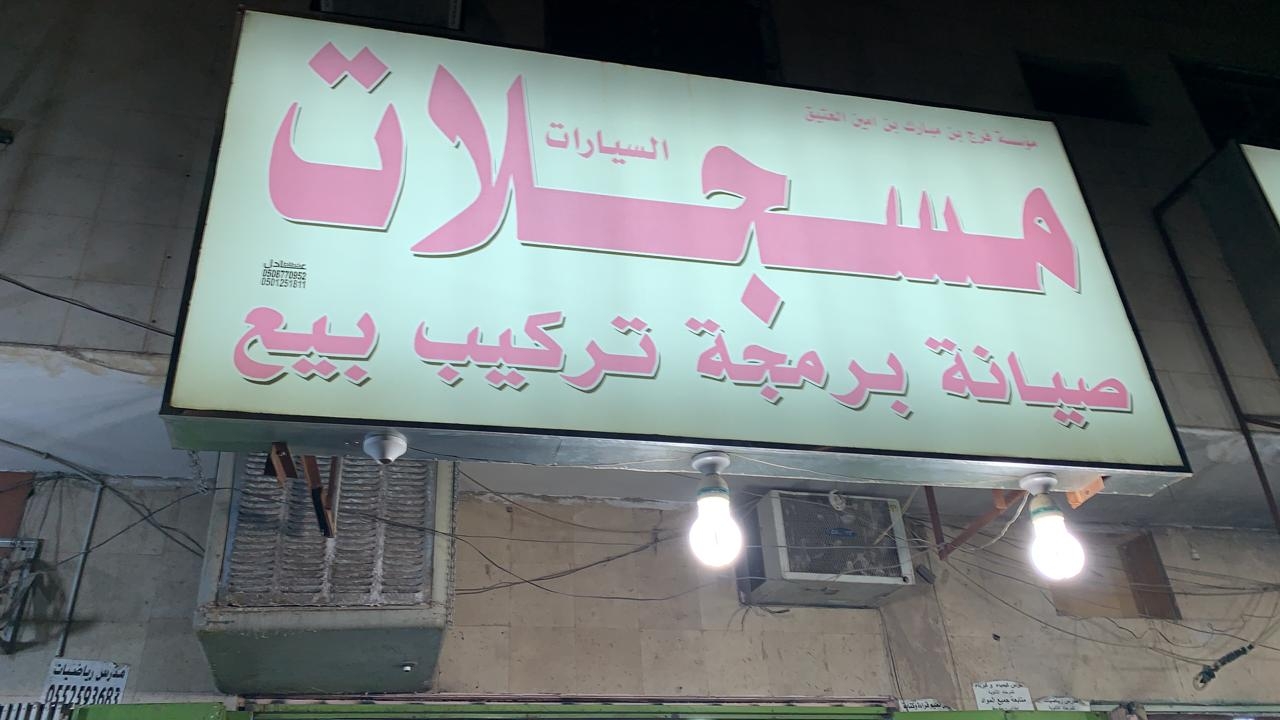 مؤسسة فرج بن مبارك بن امين العتيق
السيارات
مسجلات
صيانة برمجة تركيب بيع
0506770952
0501251811
مدرس رياضيات
0552593683